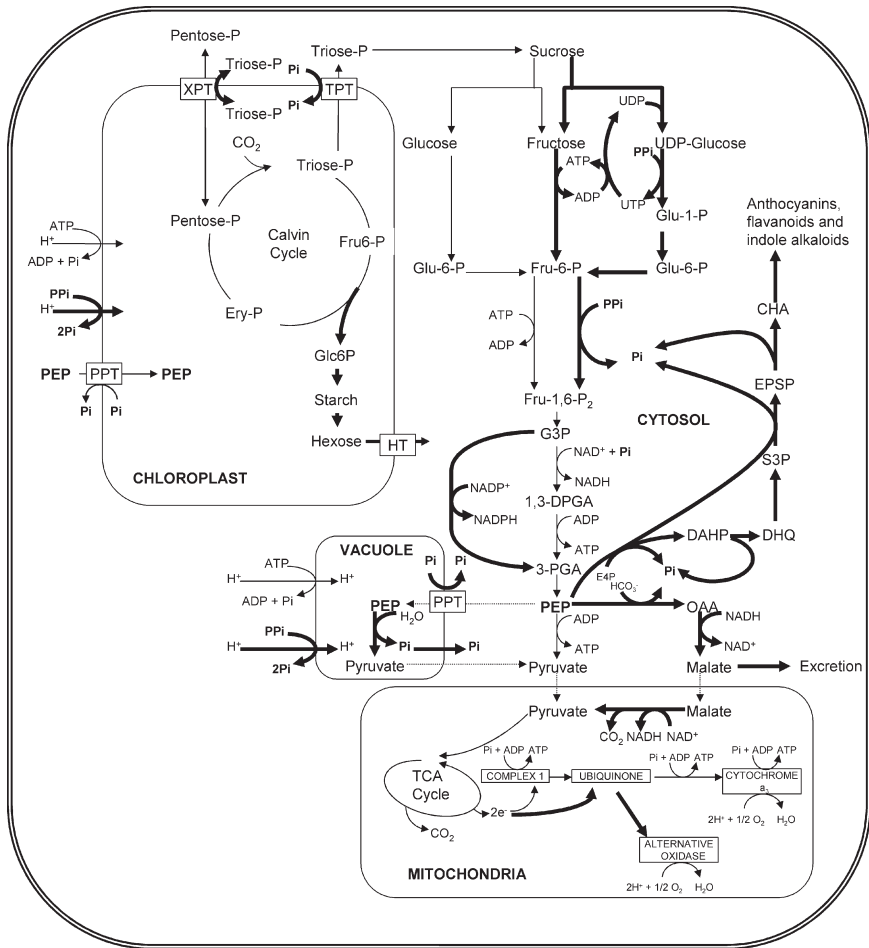 Pentose-P
Triose-P
Pi
Triose-P
Sucrose
XPT
TPT
Triose-P
Pi
CO2
Triose-P
Pentose-P
Calvin
Cycle
Fru6-P
Ery-P
Glc6P
Starch
Hexose
HT
ATP
H+
ADP + Pi
PPi
H+
2Pi
PEP
PPT
PEP
Pi
Pi
CHLOROPLAST
Glucose
Fructose
UDP
UDP-Glucose
ATP
ADP
PPi
UTP
Glu-1-P
Glu-6-P
Fru-6-P
Glu-6-P
ATP
ADP
PPi
Pi
Fru-1,6-P2
CYTOSOL
Anthocyanins,
flavanoids and
indole alkaloids
CHA
EPSP
S3P
DAHP
DHQ
G3P
NAD+ + Pi
NADH
NADP+
NADPH
1,3-DPGA
ADP
ATP
3-PGA
E4P
HCO3-
Pi
PEP
OAA
ADP
ATP
NADH
NAD+
Pyruvate
Malate
Excretion
VACUOLE
ATP
H+
H+
ADP + Pi
PPi
H+
H+
2Pi
Pi
Pi
PPT
PEP
H2O
Pi
Pi
Pyruvate
Pyruvate
Malate
CO2
NADH
NAD+
TCA
Cycle
CO2
2e-
Pi + ADP
ATP
COMPLEX 1
UBIQUINONE
Pi + ADP
ATP
Pi + ADP
ATP
CYTOCHROME
a3
2H+ + 1/2 O2
H2O
ALTERNATIVE
OXIDASE
2H+ + 1/2 O2
H2O
MITOCHONDRIA